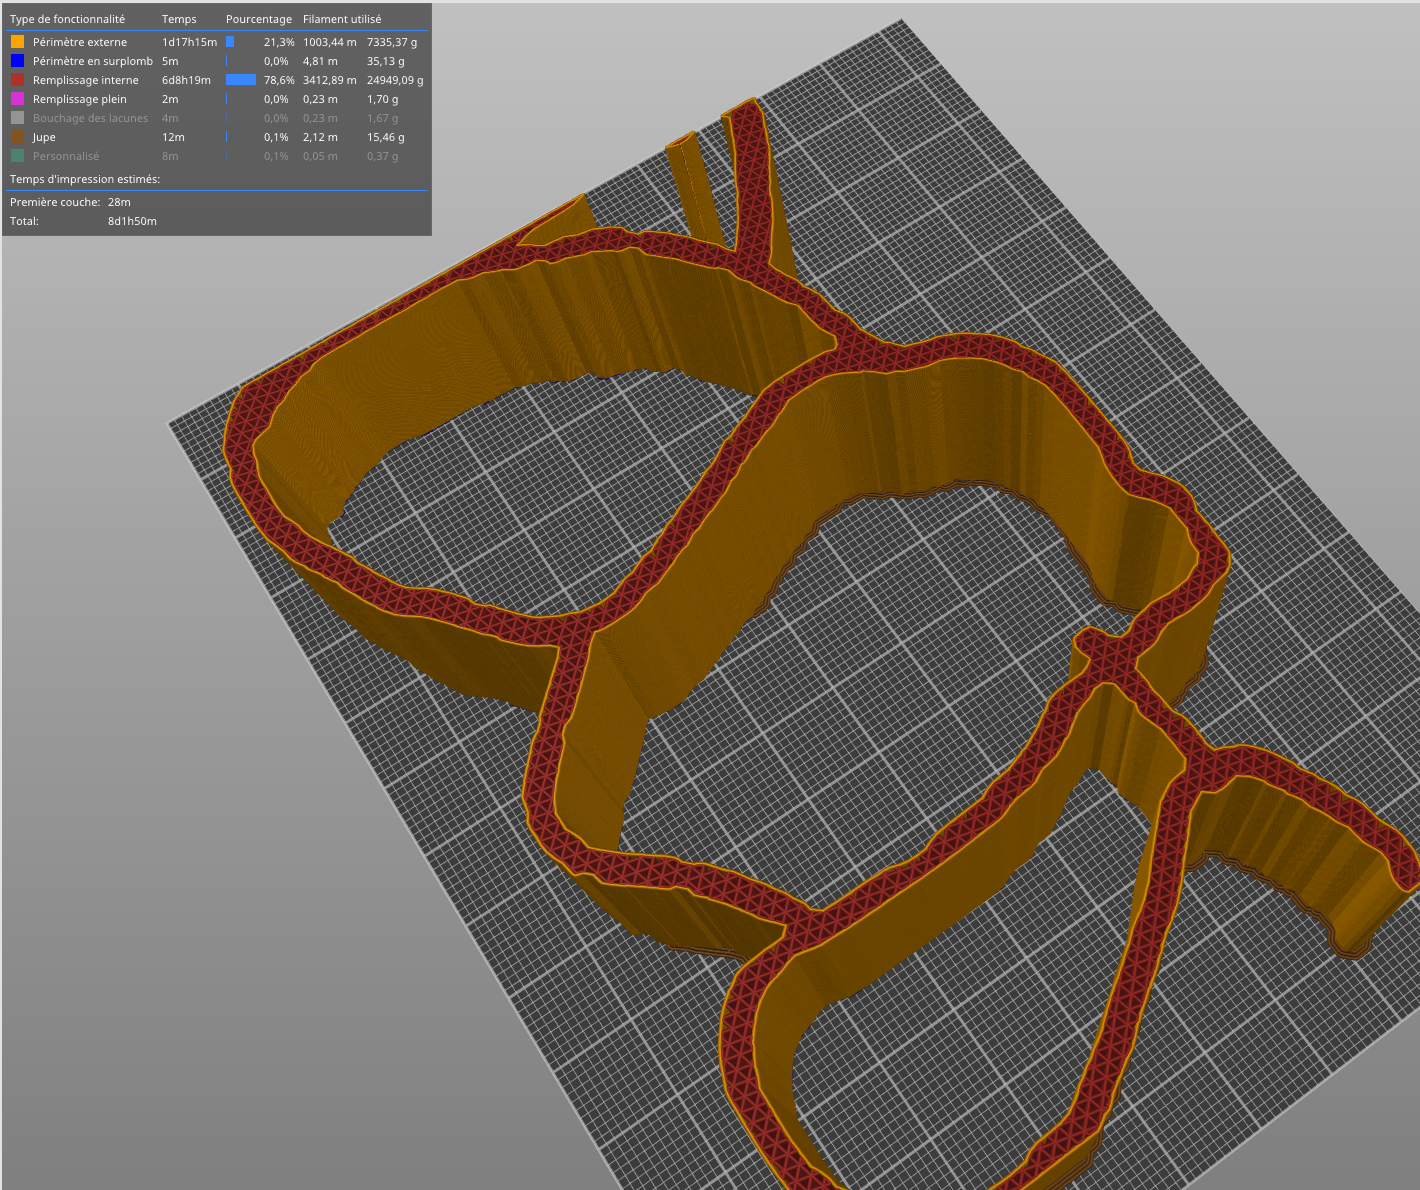 Type de fonctionnalité Temps Pourcentage Filament utilisé
Périmètre externe 1d17h15m 21,3% 1003,44 m 7335,37 g
Périmètre en surplomb 5m 0,0% 4,81 m 35,13 g
Remplissage interne 6d8h19m 78,6% 3412,89 m 24949,09 g
Remplissage plein 2m 0,0% 0,23 m 1,70 g
Bouchage des lacunes 4m 0,0% 0,23 m 1,67 g
Jupe 12m 0,1% 2,12 m 15,46 g
Personnalisé 8m 0,1% 0,05 m 0,37 g
Temps d'impression estimés:
Première couche: 28m
Total: 8d1h50m